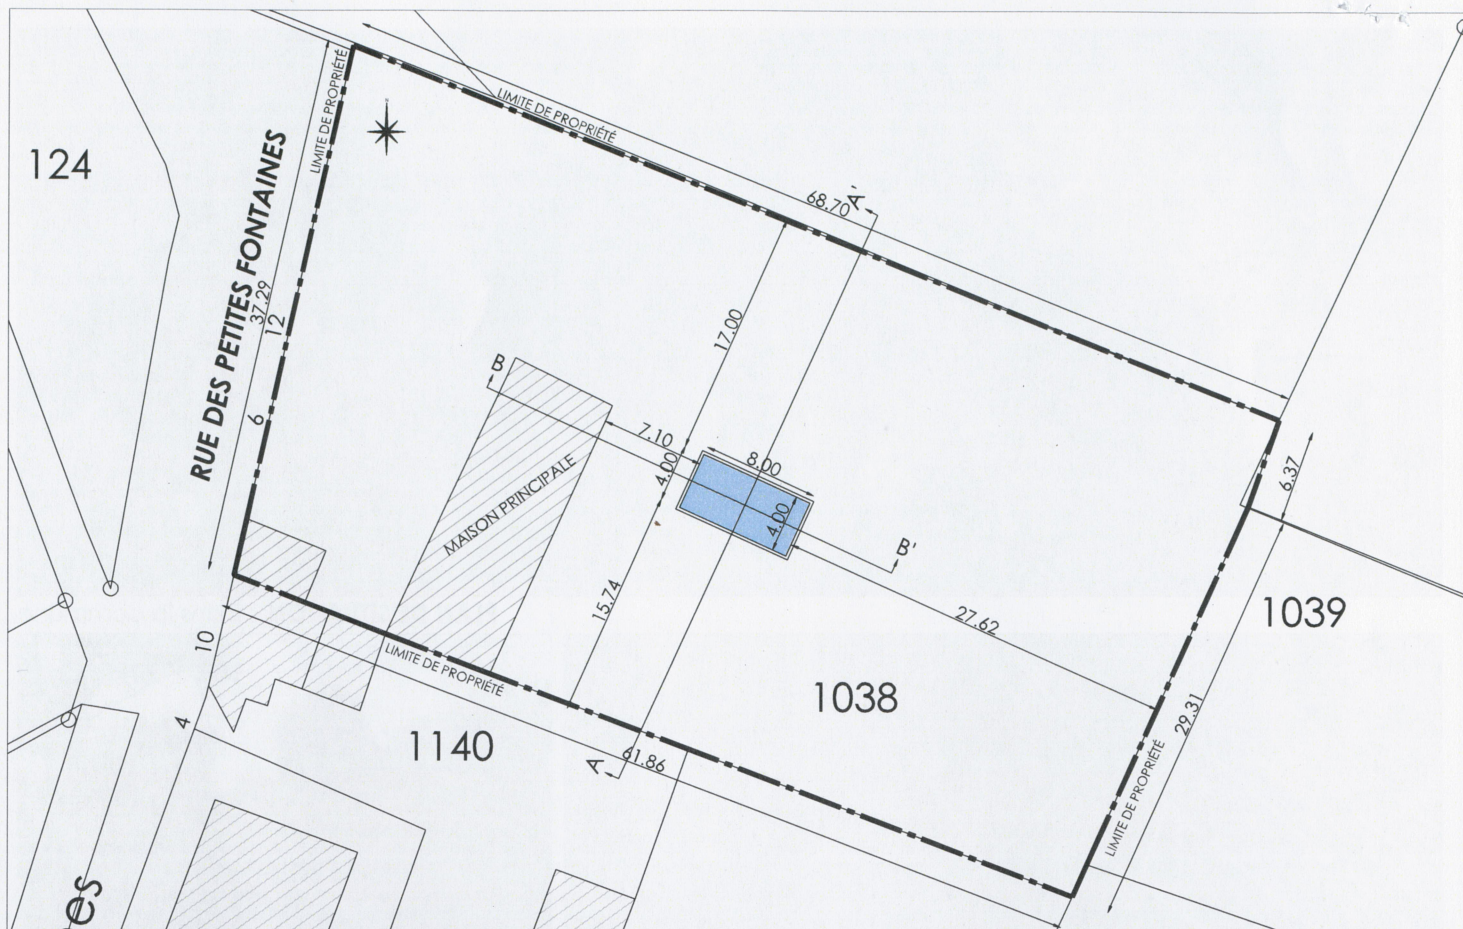 LIMITE DE PROPRIÉTÉ
LIMITE DE PROPRIÉTÉ
124
RUE DES PETITES FONTAINES
68.70
A'
37.29
12
17.00
B
6
7.10
8.00
4.00
6.37
MAISON PRINCIPALE
4.00
B'
15.74
27.62
1039
10
LIMITE DE PROPRIÉTÉ
1038
29.31
4
1140
A
61.86
LIMITE DE PROPRIÉTÉ
es